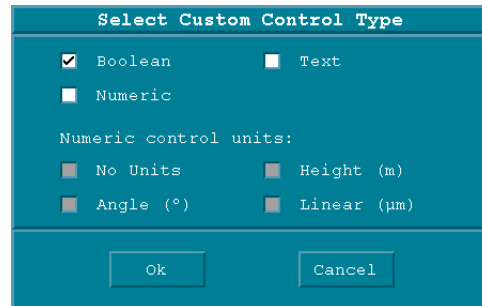 Select Custom Control Type
Boolean Text
Numeric
Numeric control units:
No Units Height (m)
Angle (º) Linear (µm)
Ok Cancel